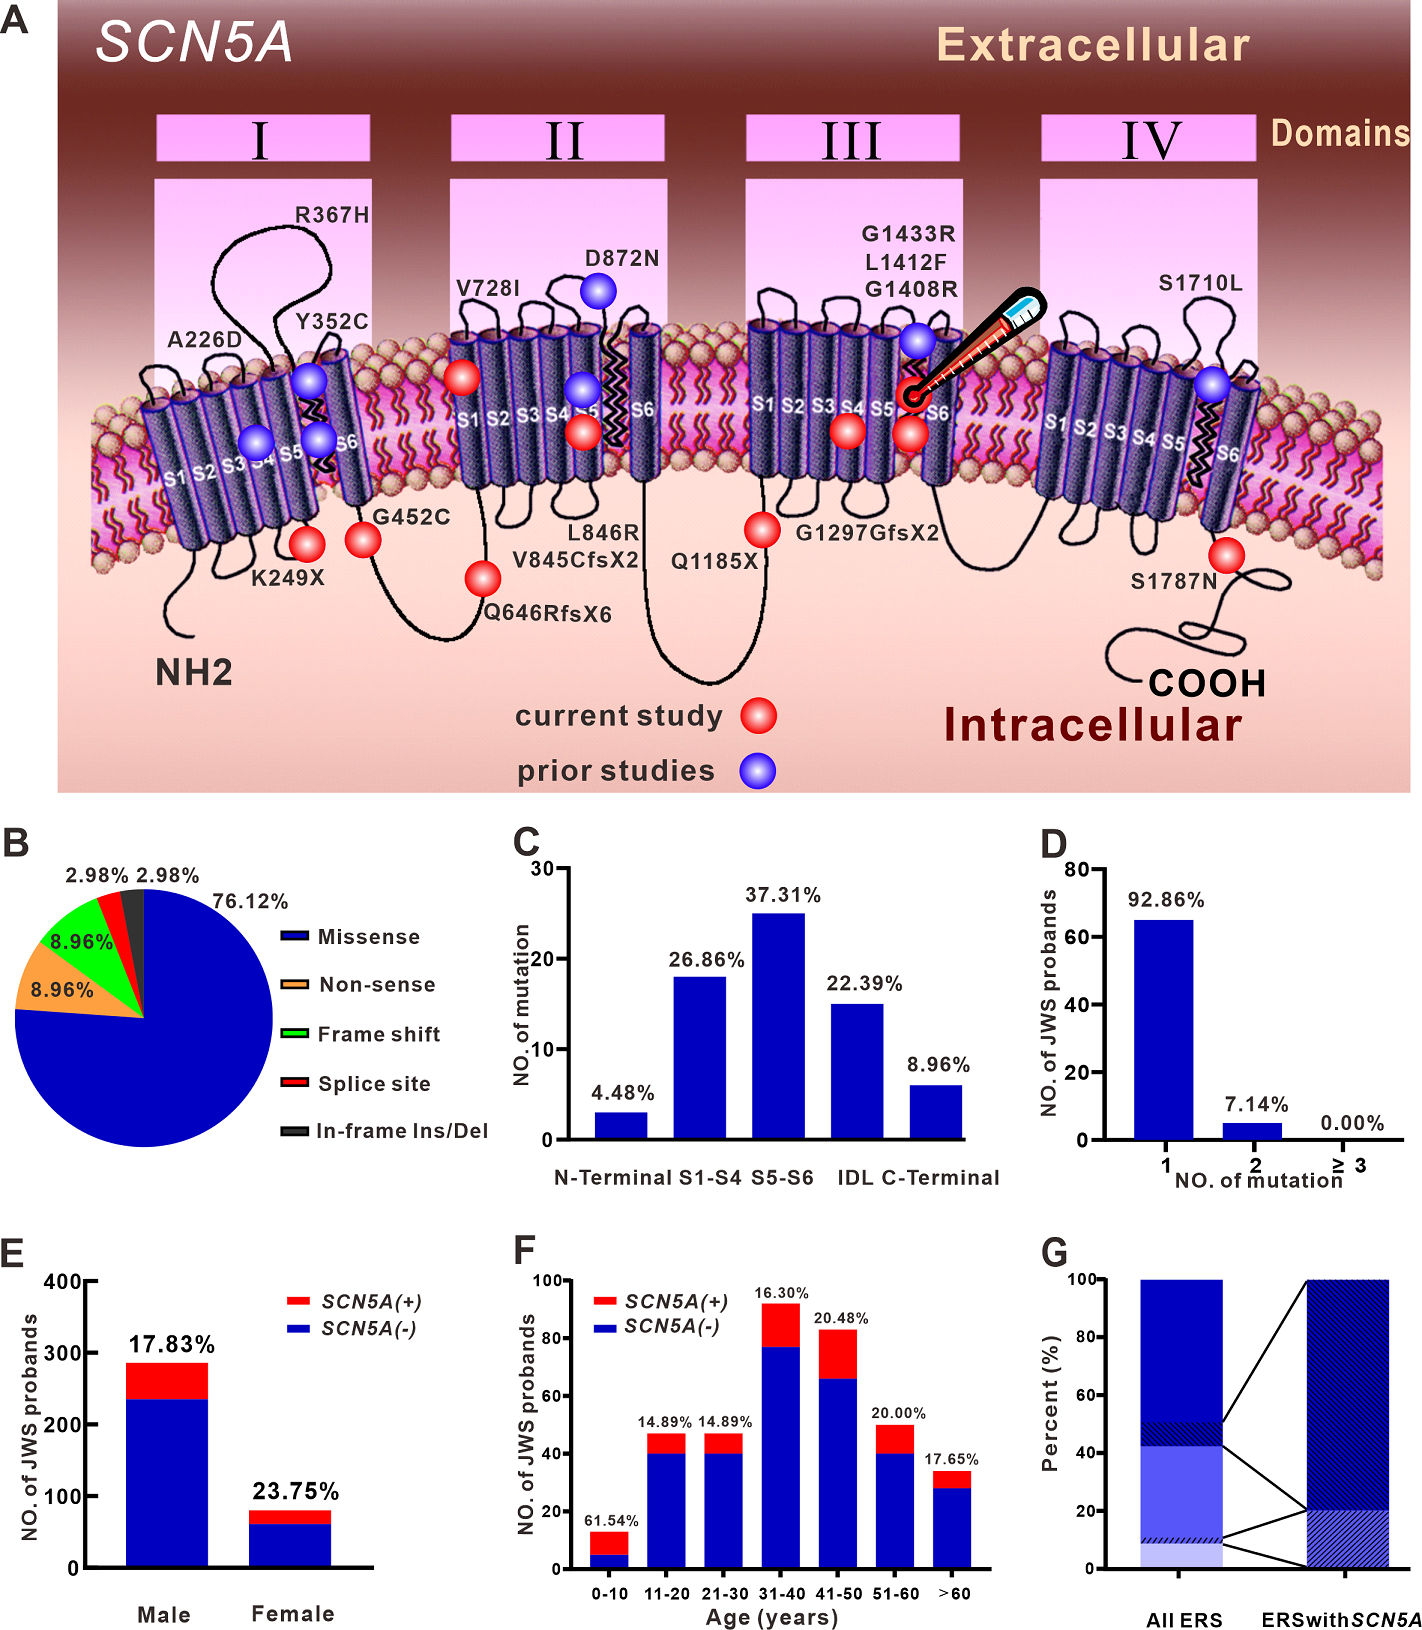 A
SCN5A
Extracellular
I
II
III
IV
Domains
R367H
Y352C
A226D
V728I
D872N
G1433R
L1412F
G1408R
S1710L
S1
S2
S3
S4
S5
S6
S1
S2
S3
S4
S5
S6
S1
S2
S3
S4
S5
S6
S1
S2
S3
S4
S5
S6
K249X
G452C
Q646RfsX6
L846R
V845CfsX2
Q1185X
G1297GfsX2
S1787N
NH2
COOH
Intracellular
current study
prior studies
B
2.98%
2.98%
76.12%
8.96%
8.96%
Missense
Non-sense
Frame shift
Splice site
In-frame Ins/Del
C
NO. of mutation
30
20
10
0
4.48%
26.86%
37.31%
22.39%
8.96%
N-Terminal S1-S4 S5-S6 IDL C-Terminal
D
NO. of JWS probands
80
60
40
20
0
92.86%
7.14%
0.00%
1 2 ≥ 3
NO. of mutation
E
NO. of JWS probands
400
300
200
100
0
17.83%
23.75%
SCN5A(+)
SCN5A(-)
Male Female
F
NO. of JWS probands
100
80
60
40
20
0
SCN5A(+)
SCN5A(-)
61.54%
14.89%
14.89%
16.30%
20.48%
20.00%
17.65%
0-10 11-20 21-30 31-40 41-50 51-60 >60
Age (years)
G
Percent (%)
100
80
60
40
20
0
All ERS ERSwithSCN5A